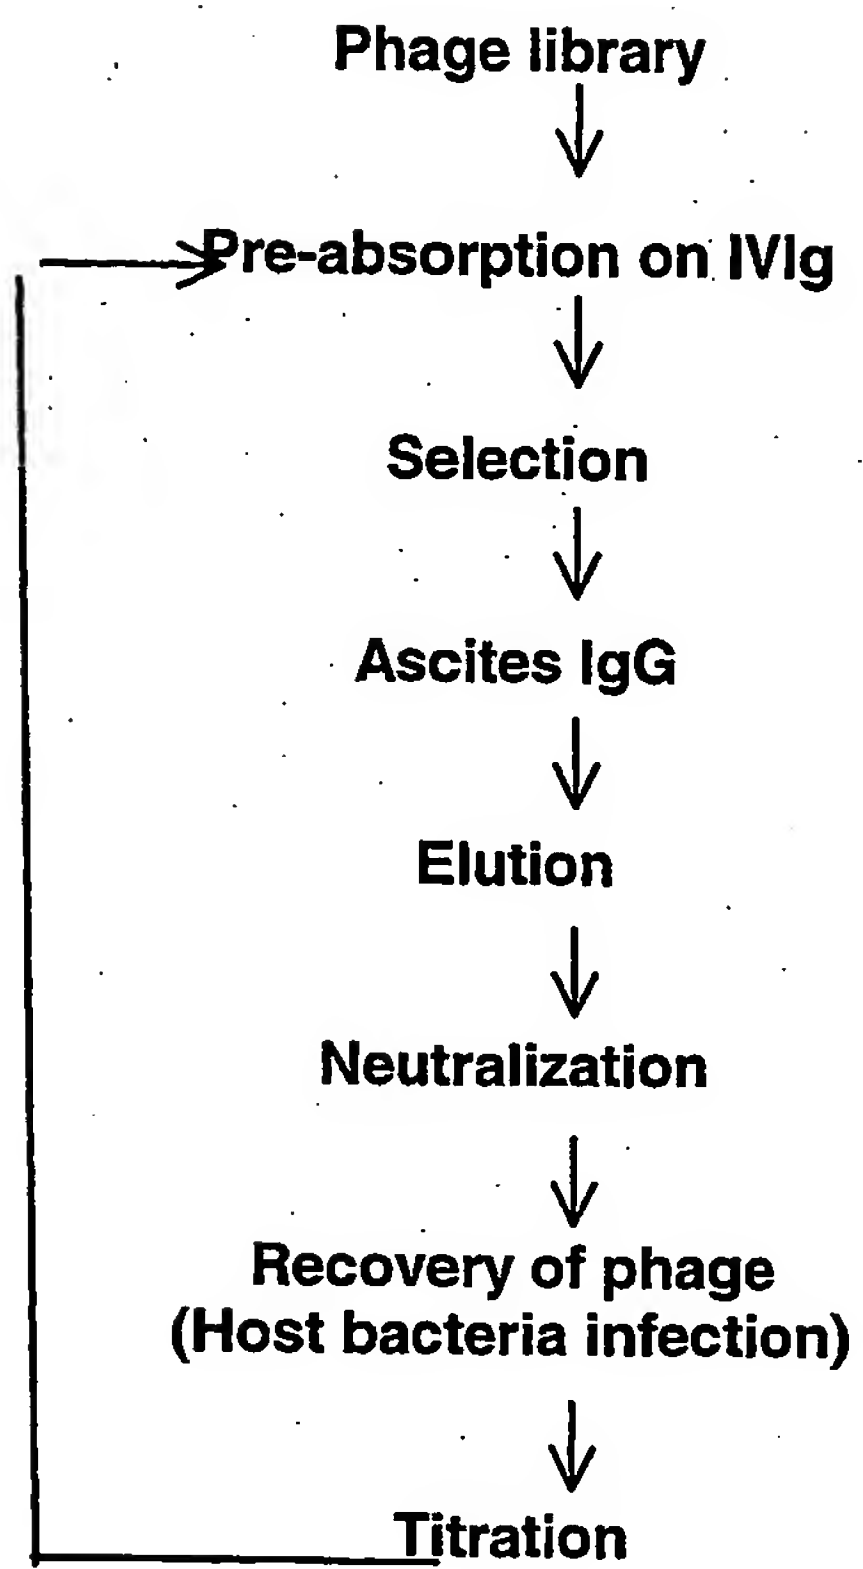 Phage library
Pre-absorption on IVIg
Selection
Ascites IgG
Elution
Neutralization
Recovery of phage
(Host bacteria infection)
Titration